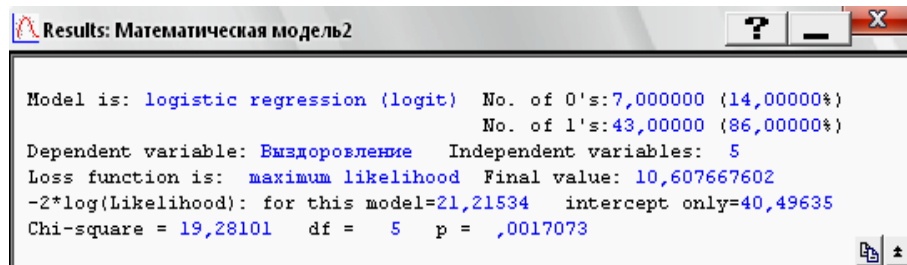 Results: Математическая модель2
Model is: logistic regression (logit) No. of 0's:7,000000 (14,00000%)
No. of 1's:43,00000 (86,00000%)
Dependent variable: Выздоровление Independent variables: 5
Loss function is: maximum likelihood Final value: 10,607667602
-2*log(Likelihood): for this model=21,21534 intercept only=40,49635
Chi-square = 19,28101 df = 5 p = ,0017073